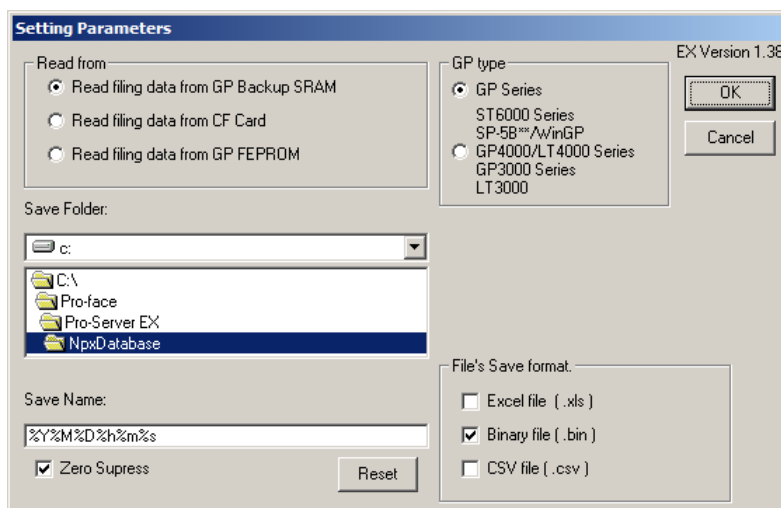 Setting Parameters
EX Version 1.38
Read from
Read filing data from GP Backup SRAM
Read filing data from CF Card
Read filing data from GP FEPROM
GP type
GP Series
ST6000 Series
SP-5B**/WinGP
GP4000/LT4000 Series
GP3000 Series
LT3000
OK
Cancel
Save Folder:
c:
C:\
Pro-face
Pro-Server EX
NpxDatabase
Save Name:
%Y%M%D%h%m%s
Zero Supress
Reset
File's Save format.
Excel file ( .xls )
Binary file ( .bin )
CSV file ( .csv )